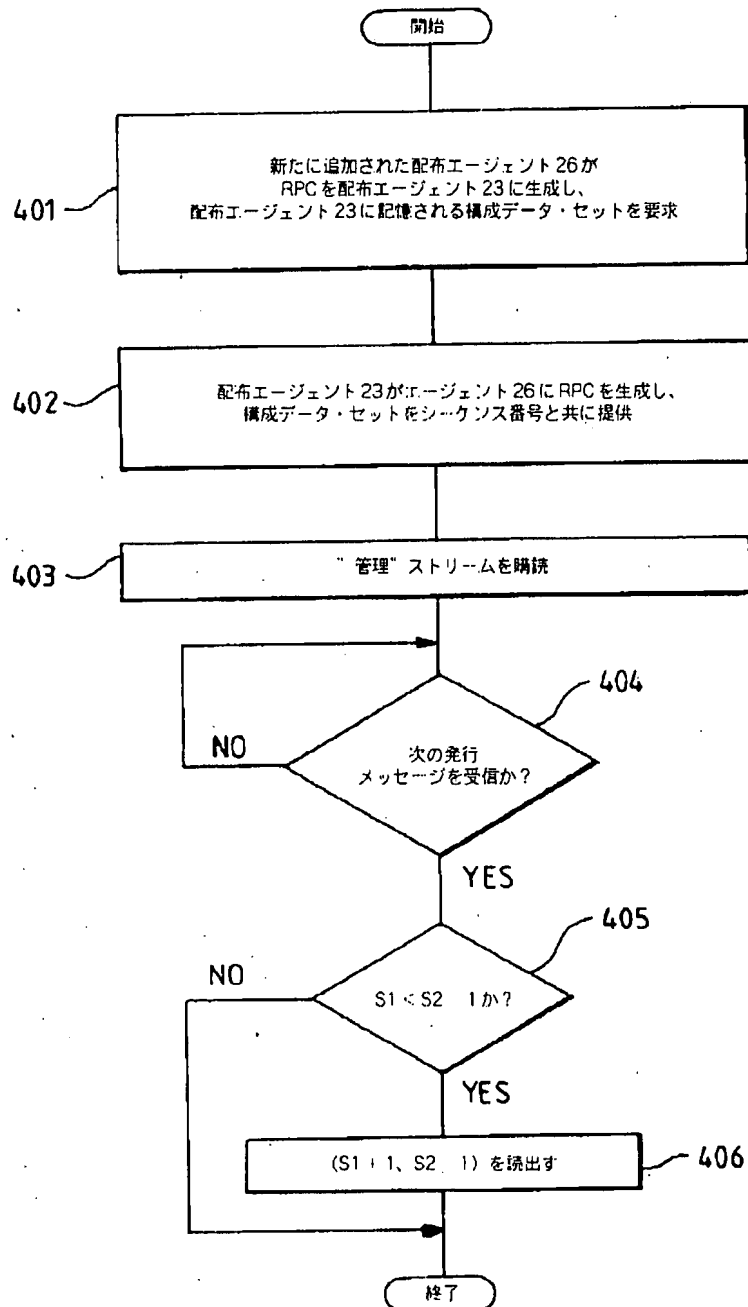 開始
新たに追加された配布エージェント26が
RPCを配布エージェント23に生成し、
配布エージェント23に記憶される構成データ・セットを要求
401
配布エージェント23がエージェント26にRPCを生成し、
構成データ・セットをシーケンス番号と共に提供
402
"管理"ストリームを購読
403
404
NO
次の発行
メッセージを受信か?
YES
405
NO
S1 < S2 1か?
YES
(S1 + 1、S2 1) を読出す
406
終了